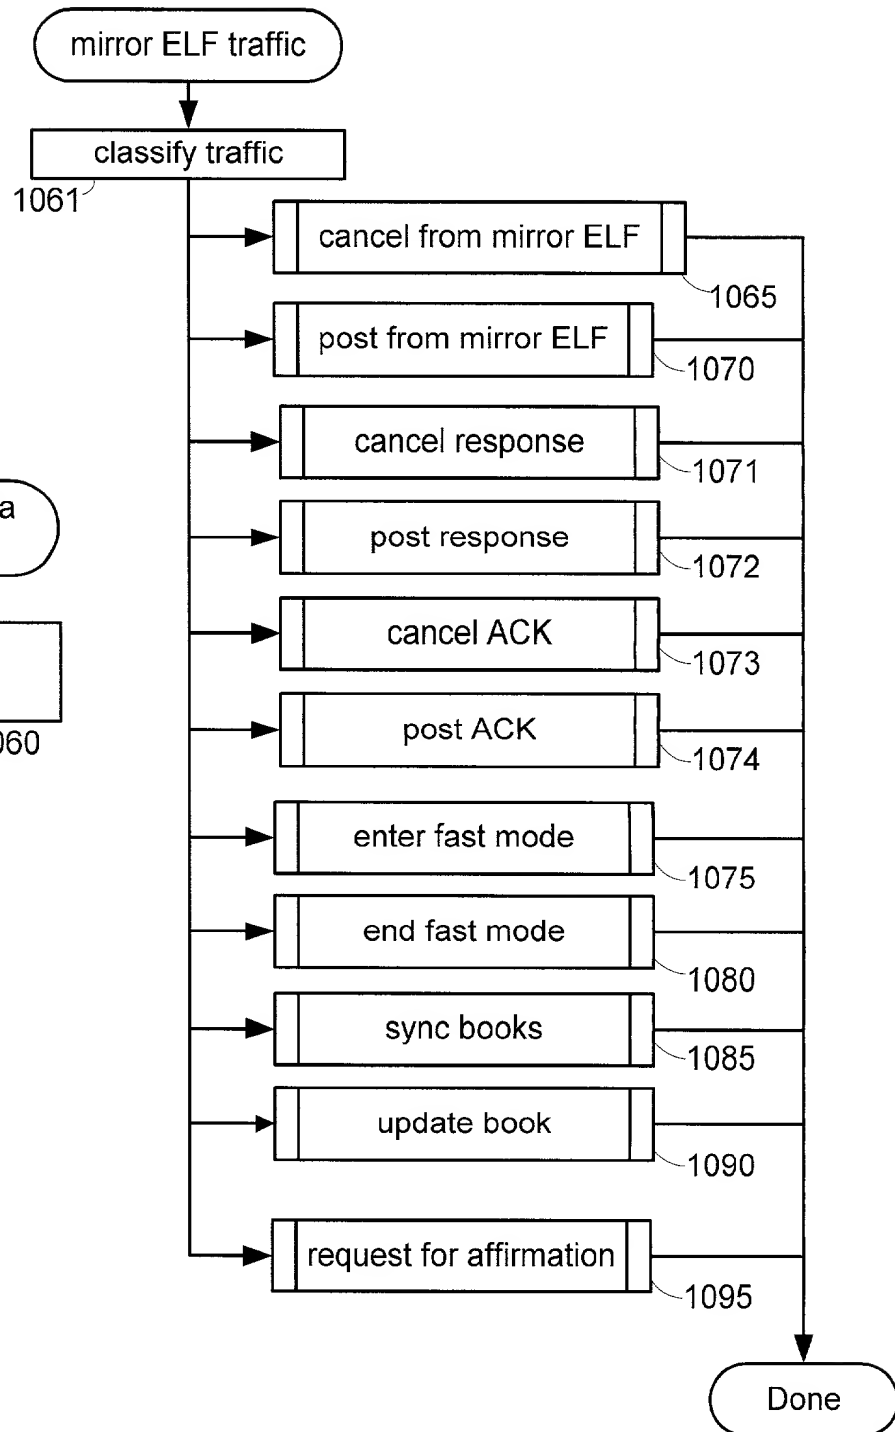 mirror ELF traffic
classify traffic
1061
cancel from mirror ELF
1065
post from mirror ELF
1070
cancel response
1071
a
post response
1072
cancel ACK
1073
060
post ACK
1074
enter fast mode
1075
end fast mode
1080
sync books
1085
update book
1090
request for affirmation
1095
Done